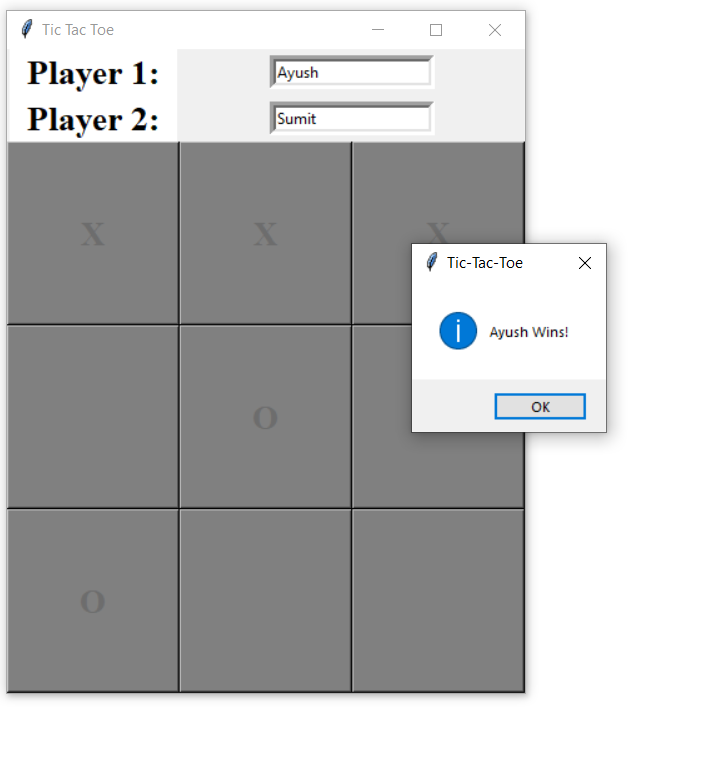 Tic Tac Toe
Player 1: Ayush
Player 2: Sumit
X X X
Tic-Tac-Toe
Ayush Wins!
OK
O
O